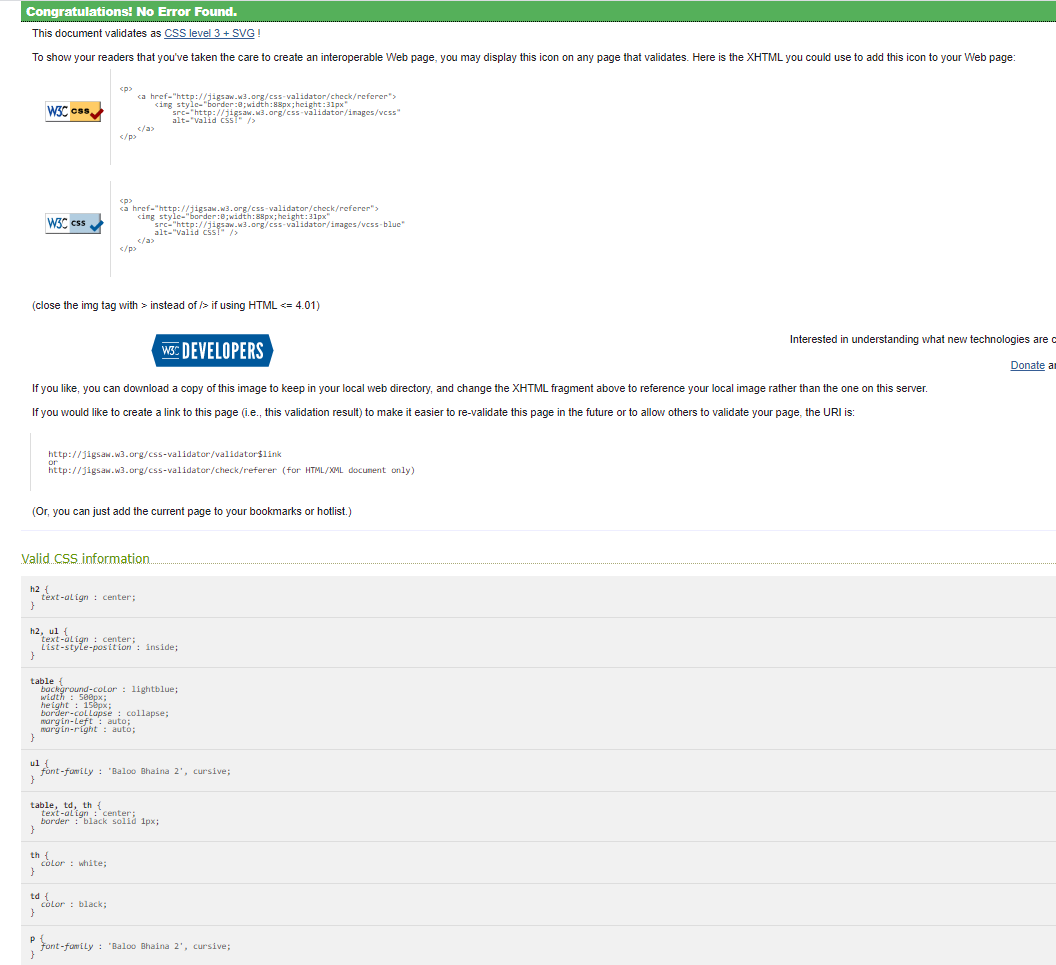 Congratulations! No Error Found.
This document validates as CSS level 3 + SVG !
To show your readers that you've taken the care to create an interoperable Web page, you may display this icon on any page that validates. Here is the XHTML you could use to add this icon to your Web page:
W3C css
<p>
<a href="http://jigsaw.w3.org/css-validator/check/referer">
<img style="border:0;width:88px;height:31px"
src="http://jigsaw.w3.org/css-validator/images/vcss"
alt="Valid CSS!" />
</a>
</p>
W3C css
<p>
<a href="http://jigsaw.w3.org/css-validator/check/referer">
<img style="border:0;width:88px;height:31px"
src="http://jigsaw.w3.org/css-validator/images/vcss-blue"
alt="Valid CSS!" />
</a>
</p>
(close the img tag with > instead of /> if using HTML <= 4.01)
W3C DEVELOPERS
Interested in understanding what new technologies are c
Donate ar
If you like, you can download a copy of this image to keep in your local web directory, and change the XHTML fragment above to reference your local image rather than the one on this server.
If you would like to create a link to this page (i.e., this validation result) to make it easier to re-validate this page in the future or to allow others to validate your page, the URI is:
http://jigsaw.w3.org/css-validator/validator$link
or
http://jigsaw.w3.org/css-validator/check/referer (for HTML/XML document only)
(Or, you can just add the current page to your bookmarks or hotlist.)
Valid CSS information
h2 {
text-align : center;
}
h2, ul {
text-align : center;
list-style-position : inside;
}
table {
background-color : lightblue;
width : 500px;
height : 150px;
border-collapse : collapse;
margin-left : auto;
margin-right : auto;
}
ul {
font-family : 'Baloo Bhaina 2', cursive;
}
table, td, th {
text-align : center;
border : black solid 1px;
}
th {
color : white;
}
td {
color : black;
}
p {
font-family : 'Baloo Bhaina 2', cursive;
}